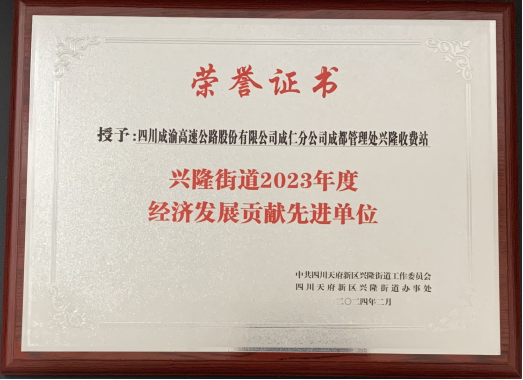 荣誉证书
授予:四川成渝高速公路股份有限公司成仁分公司成都管理处兴隆收费站
兴隆街道2023年度
经济发展贡献先进单位
中共四川天府新区兴隆街道工作委员会
四川天府新区兴隆街道办事处
二〇二四年二月